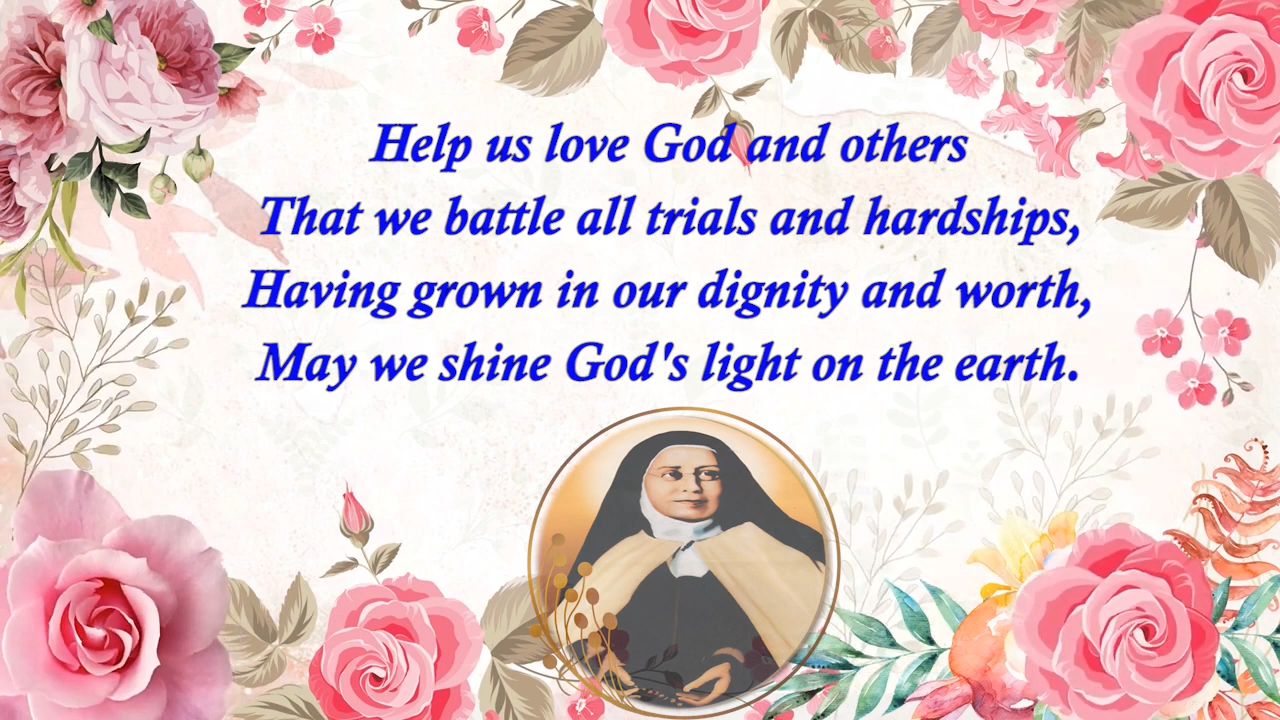 Help us love God and others
That we battle all trials and hardships,
Having grown in our dignity and worth,
May we shine God's light on the earth.